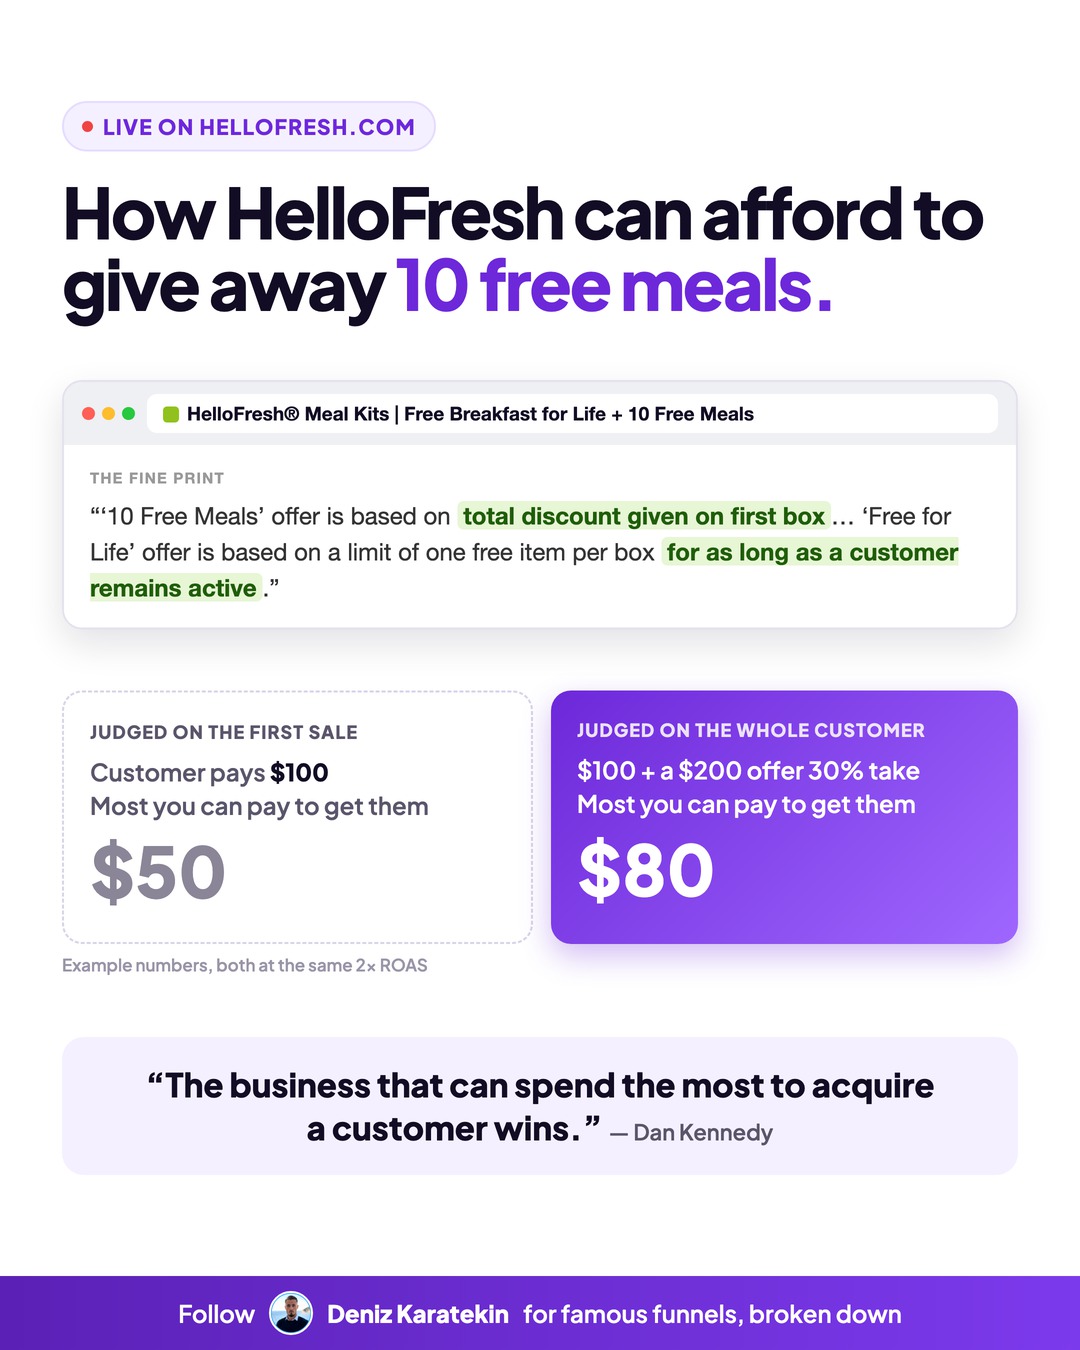 LIVE ON HELLOFRESH.COM
How HelloFresh can afford to
give away 10 free meals.
HelloFresh® Meal Kits | Free Breakfast for Life + 10 Free Meals
THE FINE PRINT
“‘10 Free Meals’ offer is based on total discount given on first box… ‘Free for
Life’ offer is based on a limit of one free item per box for as long as a customer
remains active.”
JUDGED ON THE FIRST SALE
Customer pays $100
Most you can pay to get them
$50
JUDGED ON THE WHOLE CUSTOMER
$100 + a $200 offer 30% take
Most you can pay to get them
$80
Example numbers, both at the same 2× ROAS
“The business that can spend the most to acquire
a customer wins.” — Dan Kennedy
Follow Deniz Karatekin for famous funnels, broken down